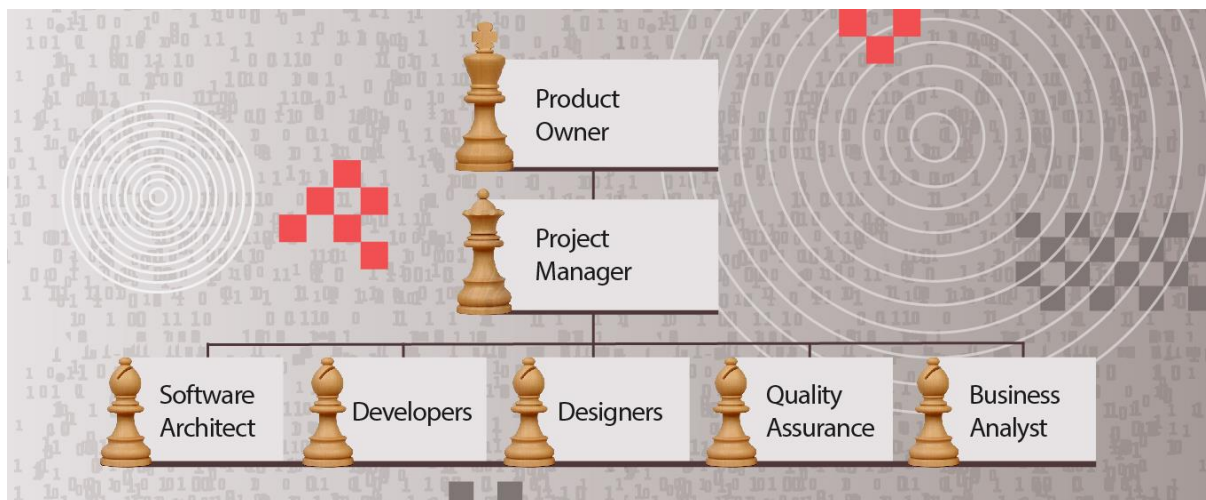 Product
Owner
Project
Manager
Software
Architect
Developers
Designers
Quality
Assurance
Business
Analyst